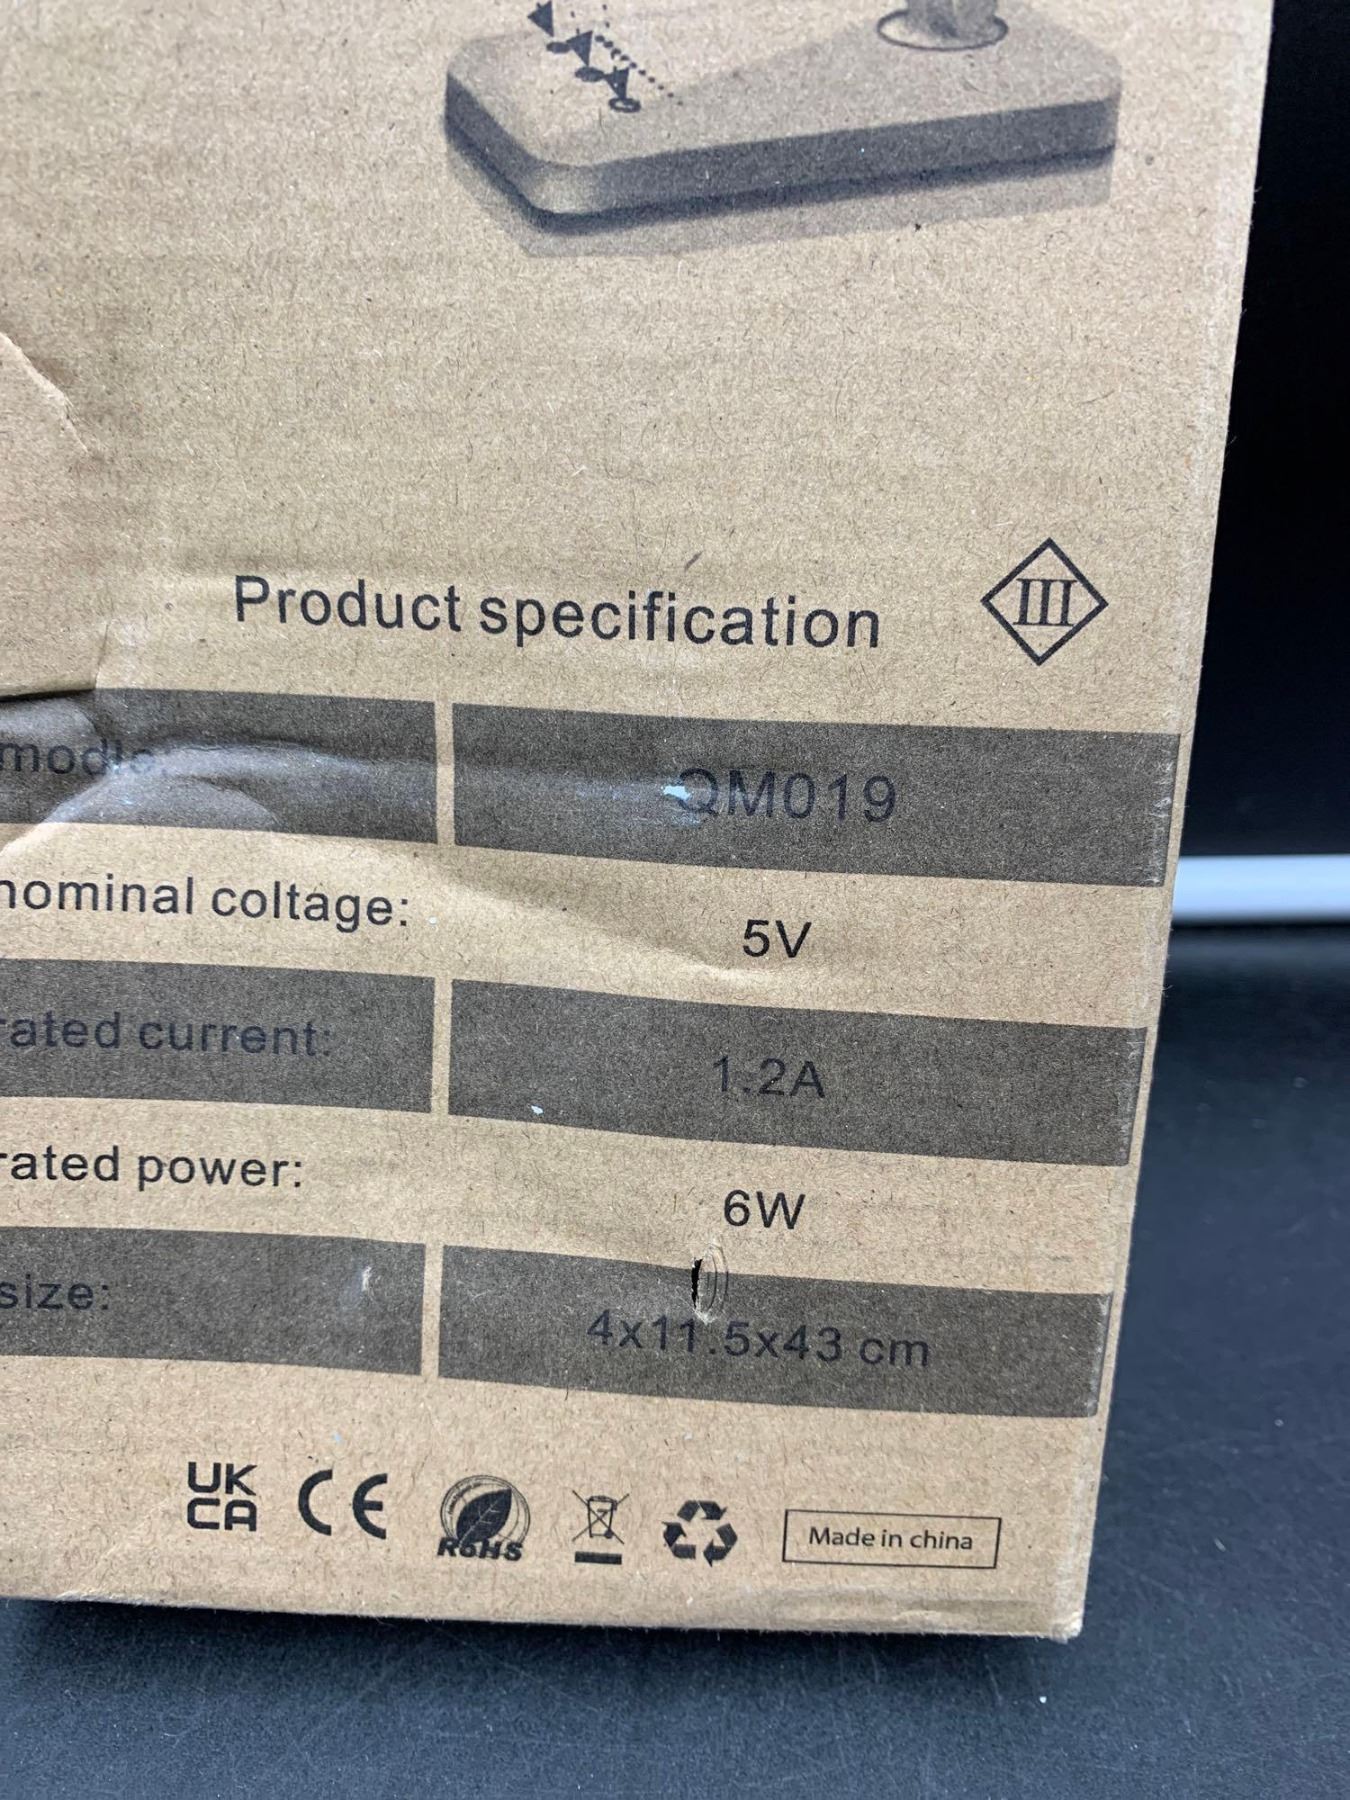 Product specification
III
modle:
QM019
nominal coltage:
5V
rated current:
1.2A
rated power:
6W
size:
4x11.5x43 cm
UK
CA
CE
RoHS
Made in china